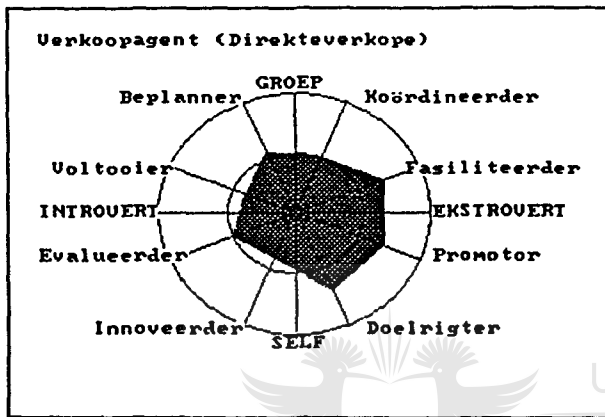 Verkoopagent (Direkteverkope)
GROEP
Beplanner
Koördineerder
Voltooier
Fasiliteerder
INTROVERT
EKSTROVERT
Evalueerder
Promotor
Innoveerder
Doelrigter
SELF
U